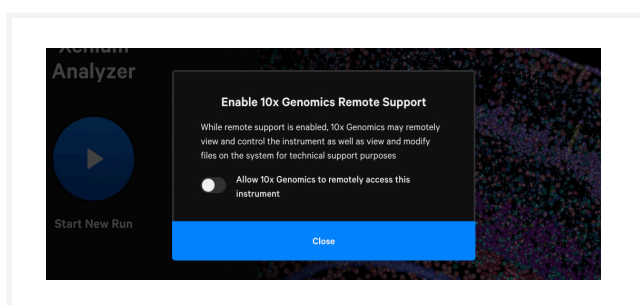 Xenium
Analyzer
Enable 10x Genomics Remote Support
While remote support is enabled, 10x Genomics may remotely
view and control the instrument as well as view and modify
files on the system for technical support purposes
Allow 10x Genomics to remotely access this
instrument
Start New Run
Close